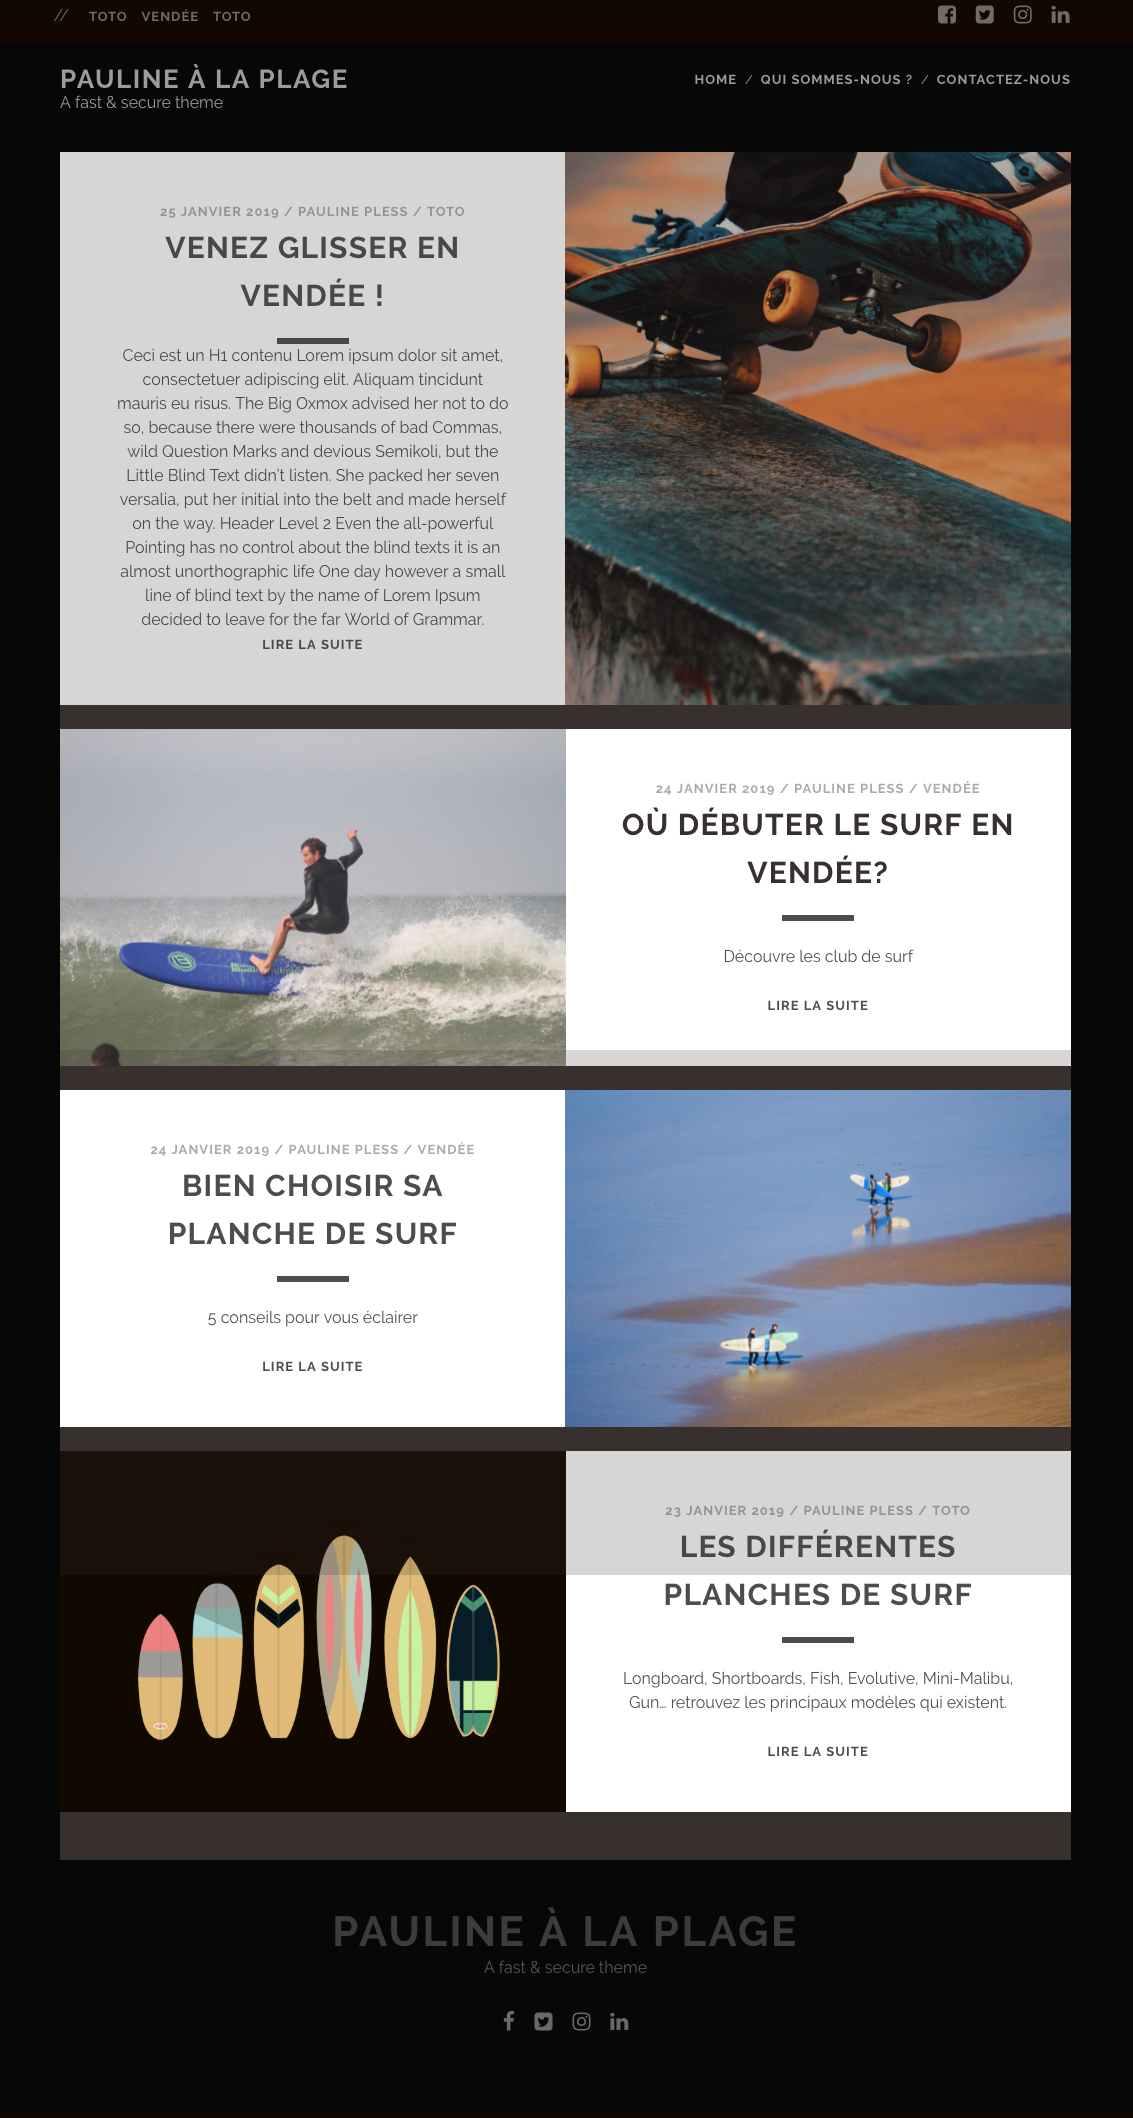 // TOTO VENDÉE TOTO
PAULINE À LA PLAGE
A fast & secure theme
HOME / QUI SOMMES-NOUS ? / CONTACTEZ-NOUS
25 JANVIER 2019 / PAULINE PLESS / TOTO
VENEZ GLISSER EN
VENDÉE !
Ceci est un H1 contenu Lorem ipsum dolor sit amet,
consectetuer adipiscing elit. Aliquam tincidunt
mauris eu risus. The Big Oxmox advised her not to do
so, because there were thousands of bad Commas,
wild Question Marks and devious Semikoli, but the
Little Blind Text didn't listen. She packed her seven
versalia, put her initial into the belt and made herself
on the way. Header Level 2 Even the all-powerful
Pointing has no control about the blind texts it is an
almost unorthographic life One day however a small
line of blind text by the name of Lorem Ipsum
decided to leave for the far World of Grammar.
LIRE LA SUITE
24 JANVIER 2019 / PAULINE PLESS / VENDÉE
OÙ DÉBUTER LE SURF EN
VENDÉE?
Découvre les club de surf
LIRE LA SUITE
24 JANVIER 2019 / PAULINE PLESS / VENDÉE
BIEN CHOISIR SA
PLANCHE DE SURF
5 conseils pour vous éclairer
LIRE LA SUITE
23 JANVIER 2019 / PAULINE PLESS / TOTO
LES DIFFÉRENTES
PLANCHES DE SURF
Longboard, Shortboards, Fish, Evolutive, Mini-Malibu,
Gun… retrouvez les principaux modèles qui existent.
LIRE LA SUITE
PAULINE À LA PLAGE
A fast & secure theme